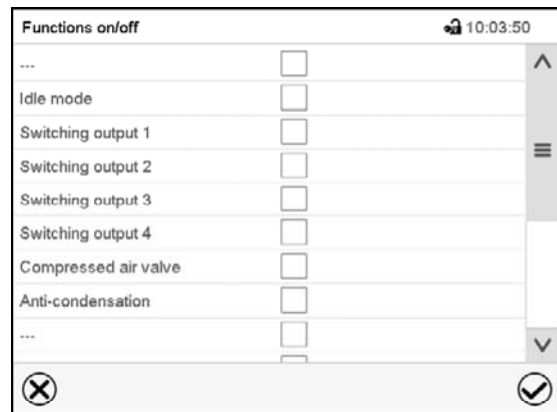 Functions on/off 10:03:50
---
Idle mode
Switching output 1
Switching output 2
Switching output 3
Switching output 4
Compressed air valve
Anti-condensation
---